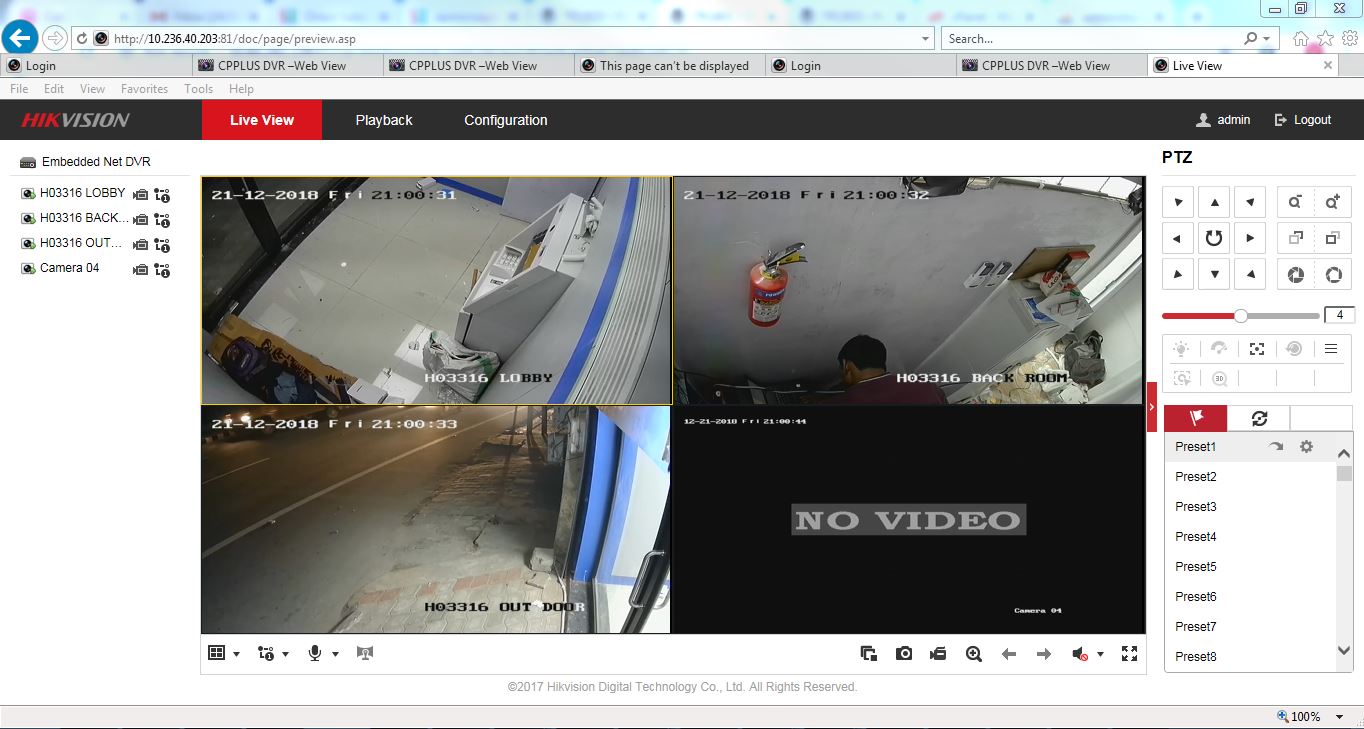 http://10.236.40.203:81/doc/page/preview.asp
Search...
Login
CPPLUS DVR –Web View
CPPLUS DVR –Web View
This page can't be displayed
Login
CPPLUS DVR –Web View
Live View
File Edit View Favorites Tools Help
HIKVISION
Live View Playback Configuration
admin Logout
Embedded Net DVR
H03316 LOBBY
H03316 BACK...
H03316 OUT...
Camera 04
21-12-2018 Fri 21:00:31
H03316 LOBBY
21-12-2018 Fri 21:00:32
H03316 BACK ROOM
21-12-2018 Fri 21:00:33
H03316 OUT DOOR
12-21-2018 Fri 21:00:44
NO VIDEO
Camera 04
PTZ
4
3D
Preset1
Preset2
Preset3
Preset4
Preset5
Preset6
Preset7
Preset8
©2017 Hikvision Digital Technology Co., Ltd. All Rights Reserved.
100%